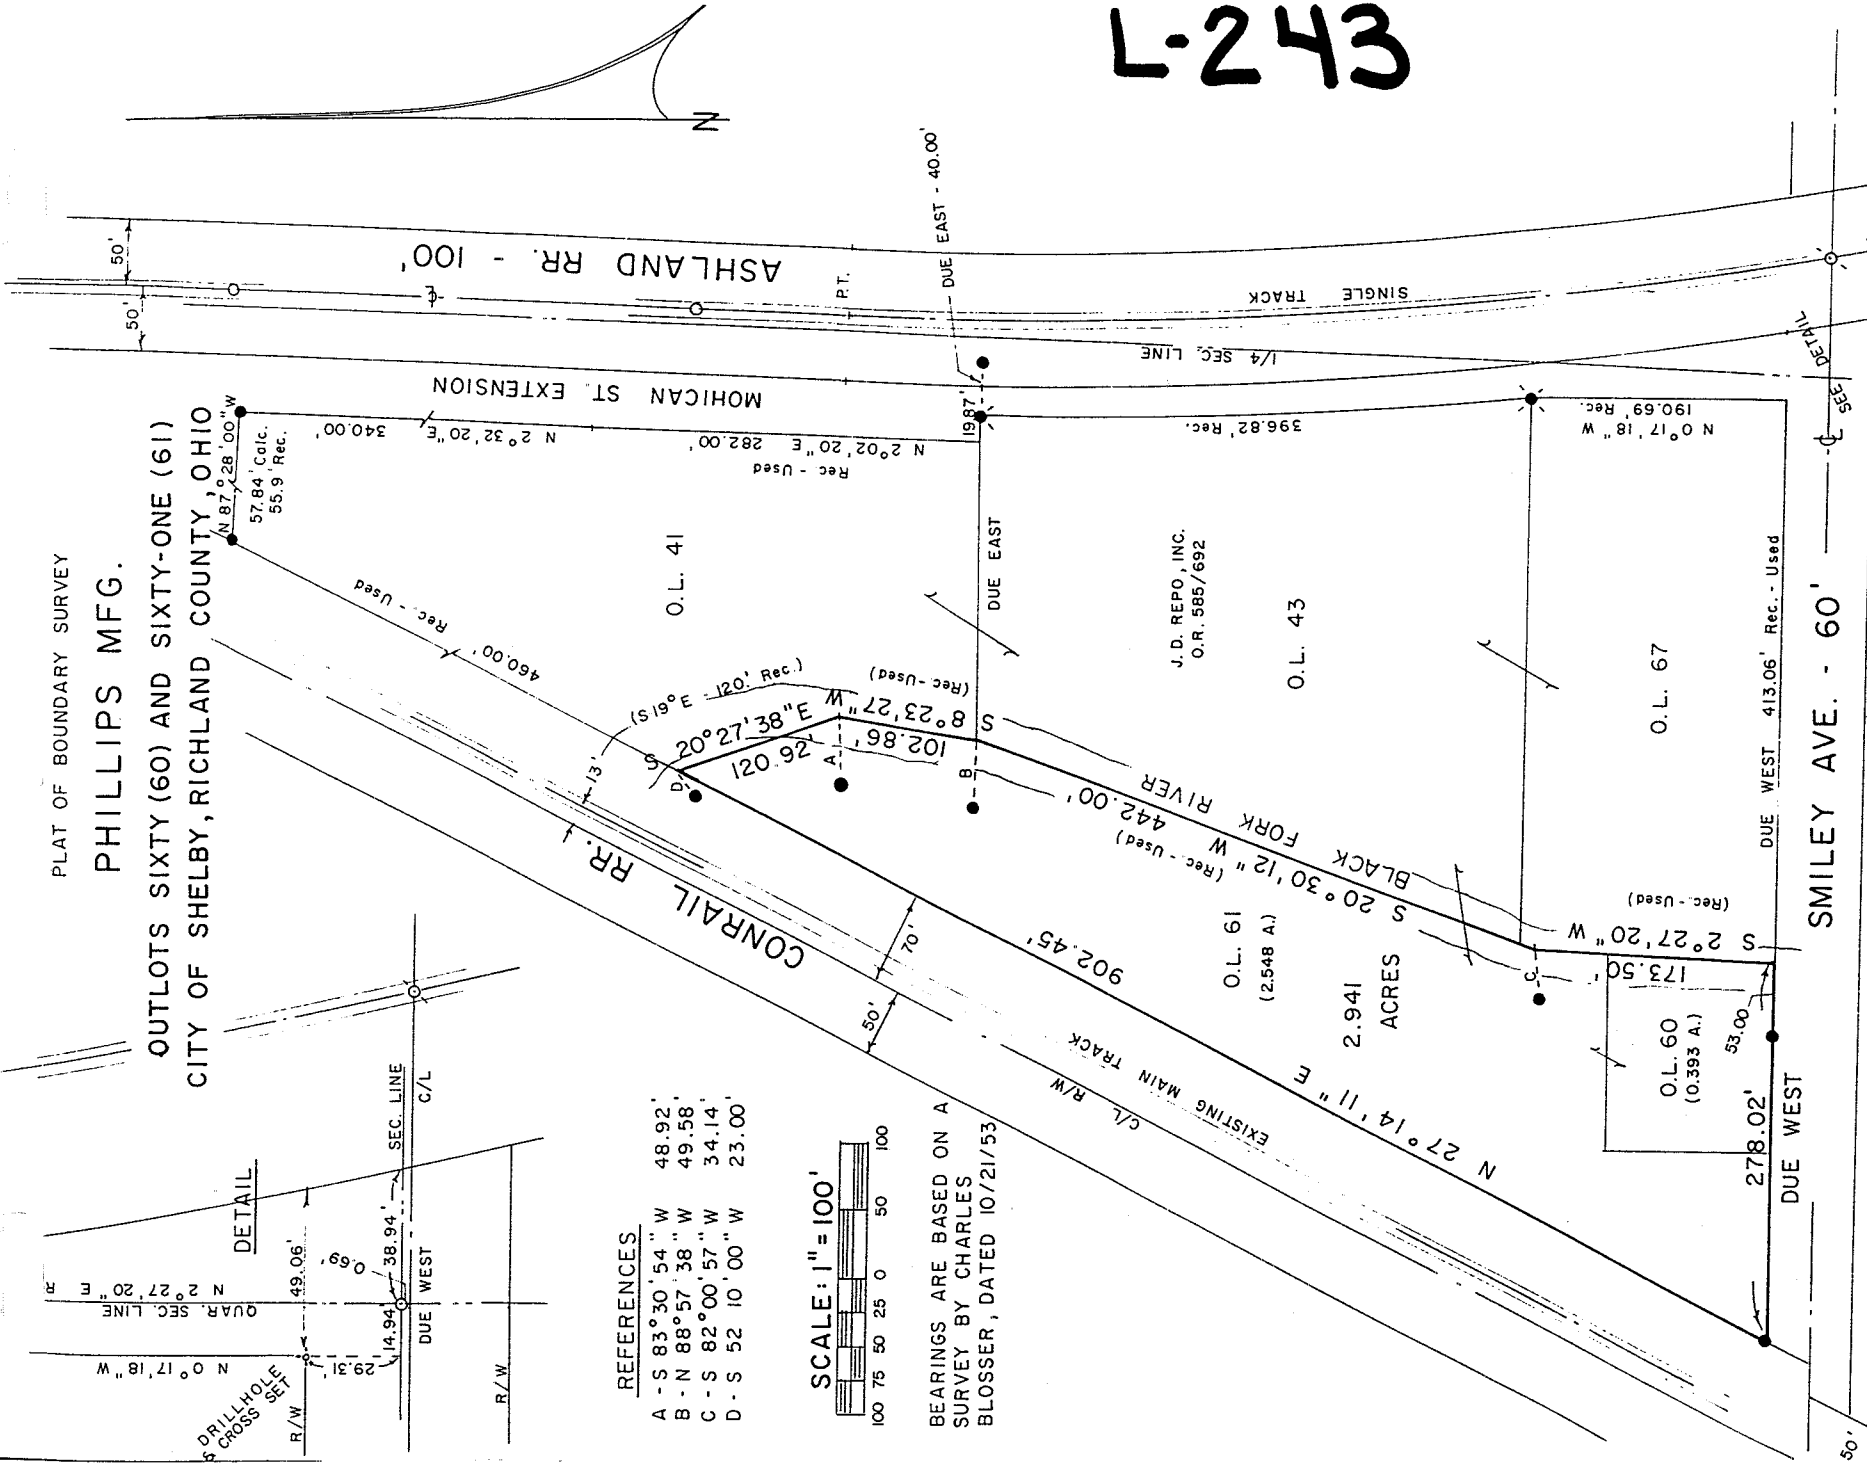 L-243
PLAT OF BOUNDARY SURVEY
PHILLIPS MFG.
OUTLOTS SIXTY (60) AND SIXTY-ONE (61)
CITY OF SHELBY, RICHLAND COUNTY, OHIO
N
ASHLAND RR. - 100'
50'
50'
℄
P.T.
DUE EAST - 40.00'
SINGLE TRACK
1/4 SEC. LINE
MOHICAN ST. EXTENSION
N 87° 28' 00" W
57.84' Calc.
55.9' Rec.
340.00'
N 2° 32' 20" E
N 2° 02' 20" E 282.00'
Rec - Used
19.87'
396.82' Rec.
N 0° 17' 18" W
190.69' Rec.
SEE DETAIL
℄
460.00' Rec. - Used
O.L. 41
DUE EAST
J.D. REPO, INC.
O.R. 585/692
O.L. 43
O.L. 67
DUE WEST 413.06' Rec. - Used
SMILEY AVE. - 60'
(S 19° E - 120.' Rec.)
S 20° 27' 38" E
120.92'
S 8° 23' 27" W
102.86'
(Rec. - Used)
13'
D
A
B
C
BLACK FORK RIVER
442.00'
S 20° 30' 12" W
(Rec. - Used)
S 2° 27' 20" W
173.50'
(Rec. - Used)
CONRAIL RR.
70'
50'
902.45'
N 27° 14' 11" E
O.L. 61
(2.548 A.)
2.941
ACRES
O.L. 60
(0.393 A.)
53.00'
278.02'
DUE WEST
EXISTING MAIN TRACK
C/L R/W
50'
DETAIL
SEC. LINE
C/L
49.06'
38.94'
0.69'
14.94'
29.31'
DUE WEST
N 2° 27' 20" E
QUAR. SEC. LINE
N 0° 17' 18" W
DRILLHOLE
& CROSS SET
R/W
R/W
REFERENCES
A - S 83° 30' 54" W 48.92'
B - N 88° 57' 38" W 49.58'
C - S 82° 00' 57" W 34.14'
D - S 52 10' 00" W 23.00'
SCALE: 1" = 100'
100 75 50 25 0 50 100
BEARINGS ARE BASED ON A
SURVEY BY CHARLES
BLOSSER, DATED 10/21/53